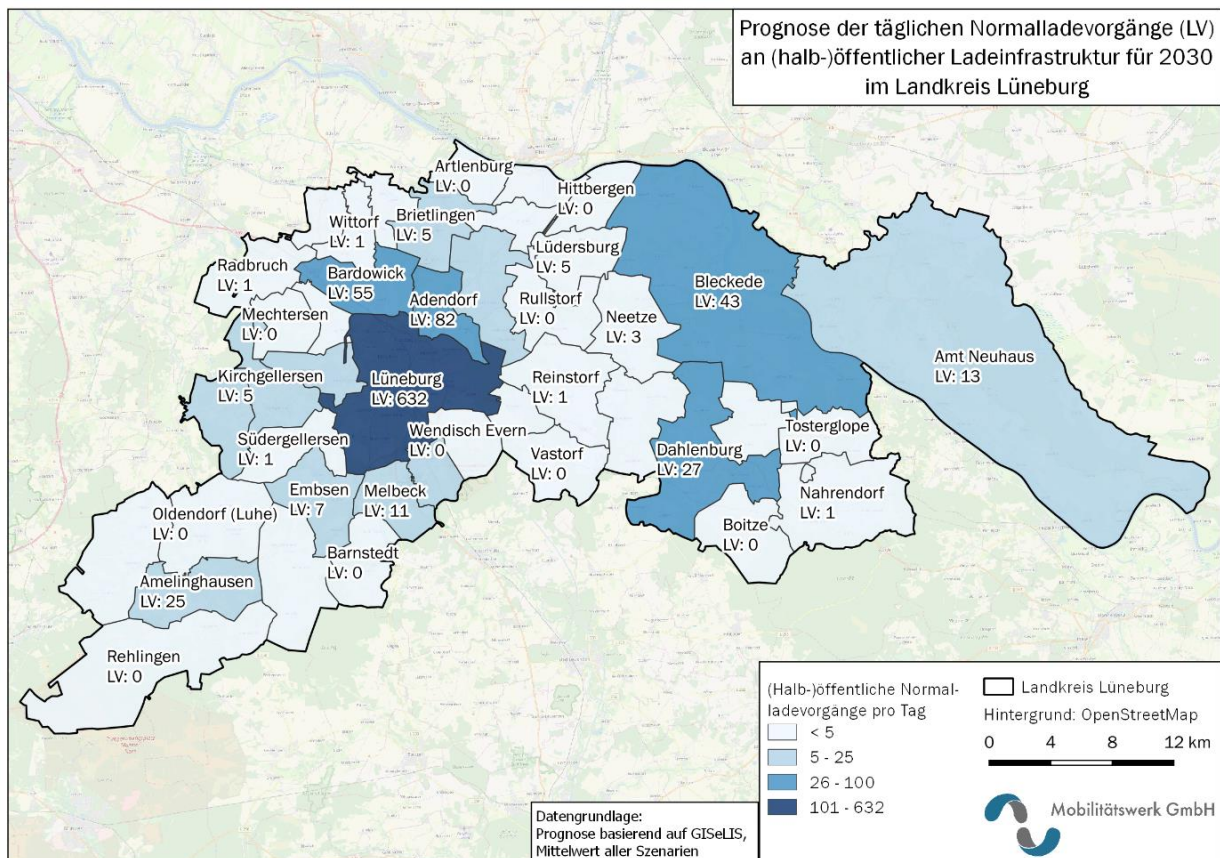 Prognose der täglichen Normalladevorgänge (LV)
an (halb-)öffentlicher Ladeinfrastruktur für 2030
im Landkreis Lüneburg
Artlenburg
LV: 0
Hittbergen
LV: 0
Wittorf
LV: 1
Brietlingen
LV: 5
Lüdersburg
LV: 5
Radbruch
LV: 1
Bardowick
LV: 55
Adendorf
LV: 82
Rullstorf
LV: 0
Neetze
LV: 3
Bleckede
LV: 43
Mechtersen
LV: 0
Amt Neuhaus
LV: 13
Kirchgellersen
LV: 5
Lüneburg
LV: 632
Reinstorf
LV: 1
Südergellersen
LV: 1
Wendisch Evern
LV: 0
Vastorf
LV: 0
Dahlenburg
LV: 27
Tosterglope
LV: 0
Embsen
LV: 7
Melbeck
LV: 11
Nahrendorf
LV: 1
Oldendorf (Luhe)
LV: 0
Boitze
LV: 0
Barnstedt
LV: 0
Amelinghausen
LV: 25
Rehlingen
LV: 0
(Halb-)öffentliche Normal-
ladevorgänge pro Tag
< 5
5 - 25
26 - 100
101 - 632
Landkreis Lüneburg
Hintergrund: OpenStreetMap
0 4 8 12 km
Mobilitätswerk GmbH
Datengrundlage:
Prognose basierend auf GISeLIS,
Mittelwert aller Szenarien